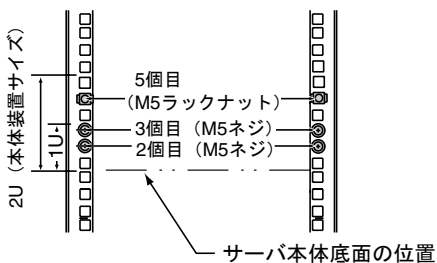 5個目
(M5ラックナット)
3個目(M5ネジ)
2個目(M5ネジ)
2U(本体装置サイズ)
1U
サーバ本体底面の位置